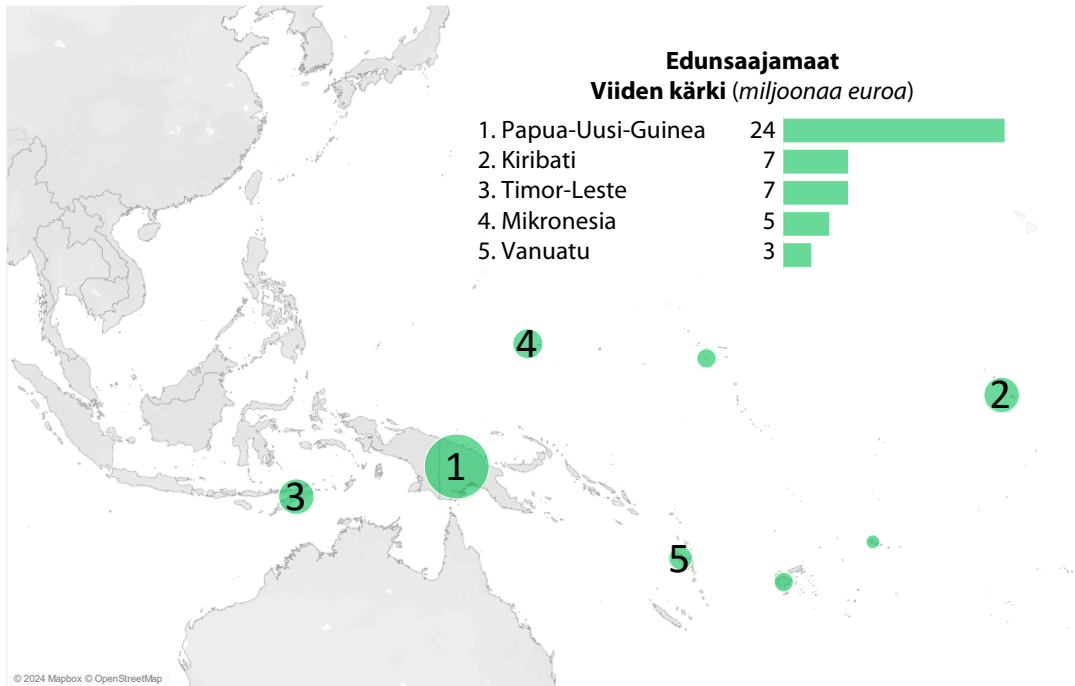 Edunsaajamaat
Viiden kärki (miljoonaa euroa)
1. Papua-Uusi-Guinea 24
2. Kiribati 7
3. Timor-Leste 7
4. Mikronesia 5
5. Vanuatu 3
4
2
1
3
5
© 2024 Mapbox © OpenStreetMap